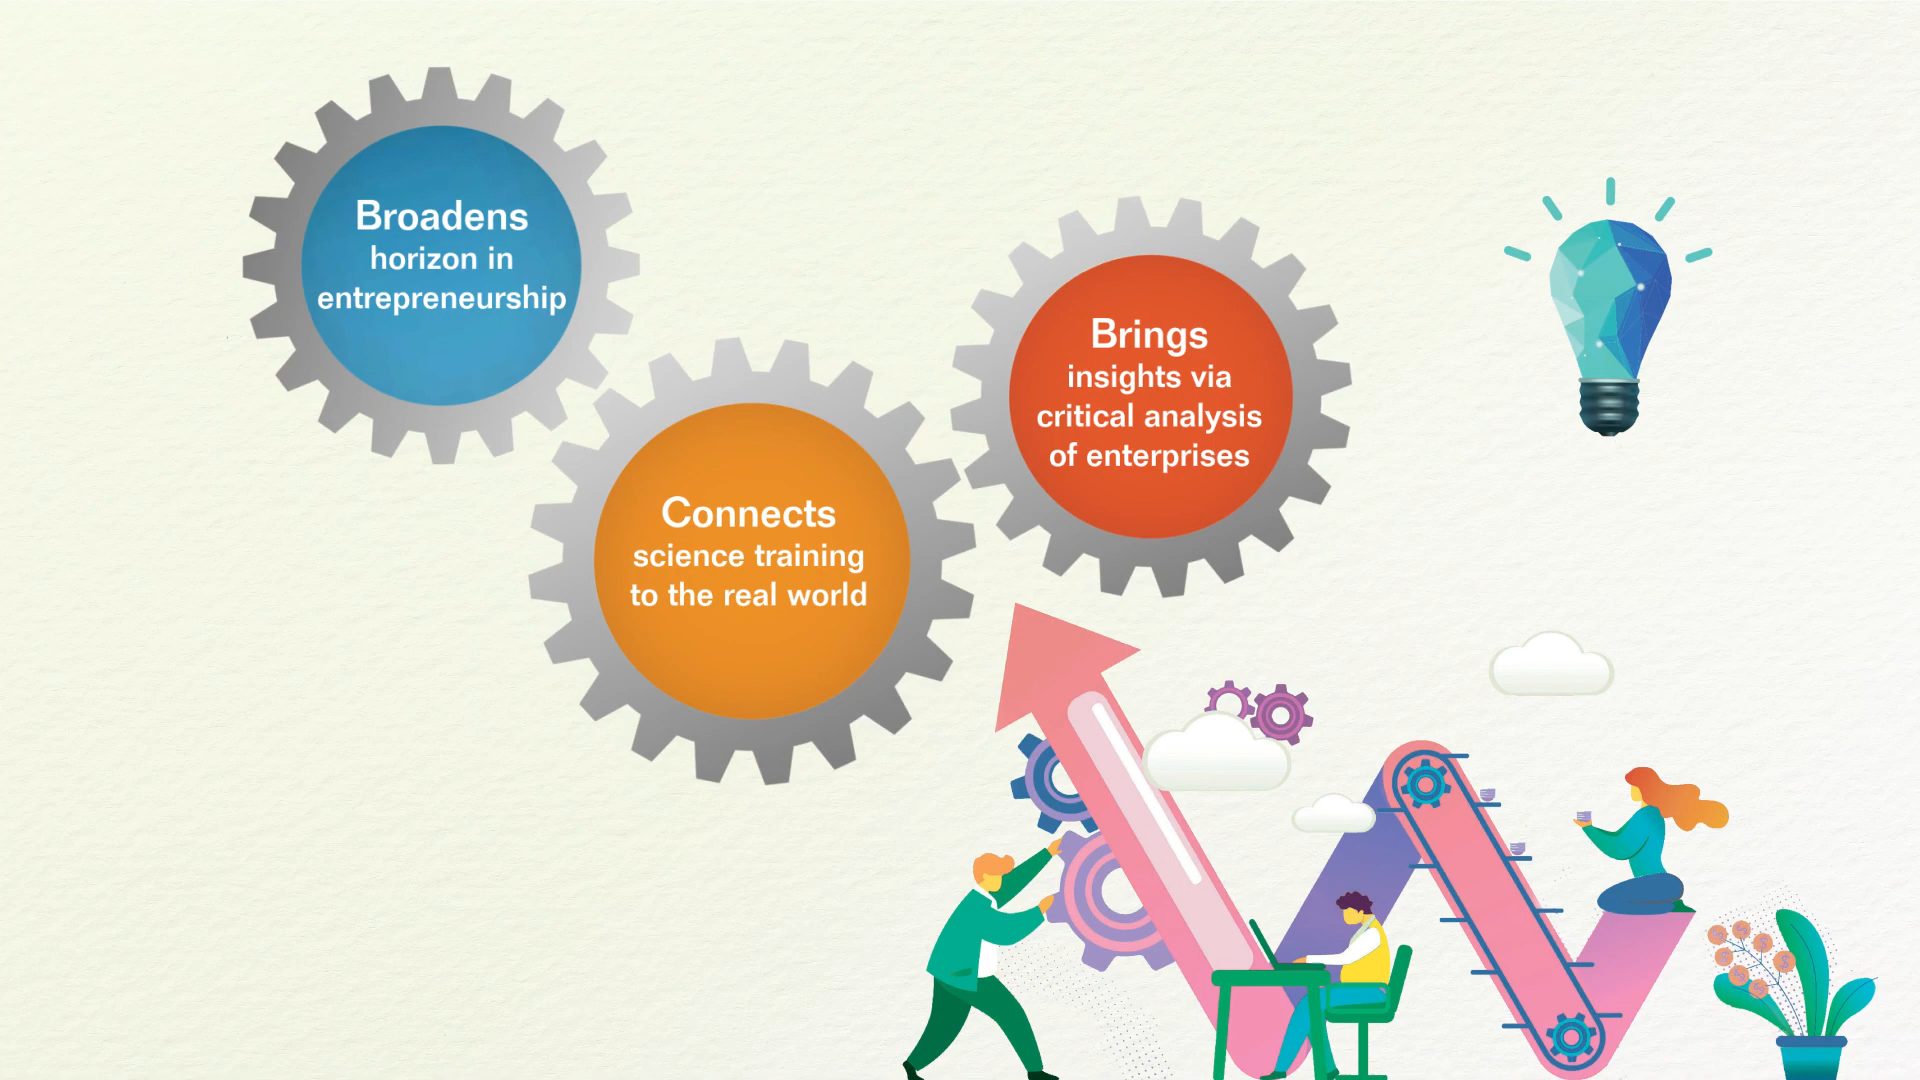 Broadens
horizon in
entrepreneurship
Connects
science training
to the real world
Brings
insights via
critical analysis
of enterprises